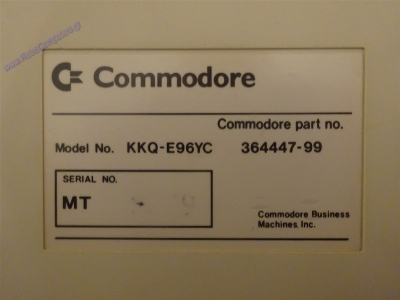 Commodore
Commodore part no.
Model No. KKQ-E96YC 364447-99
SERIAL NO.
MT
Commodore Business
Machines, Inc.